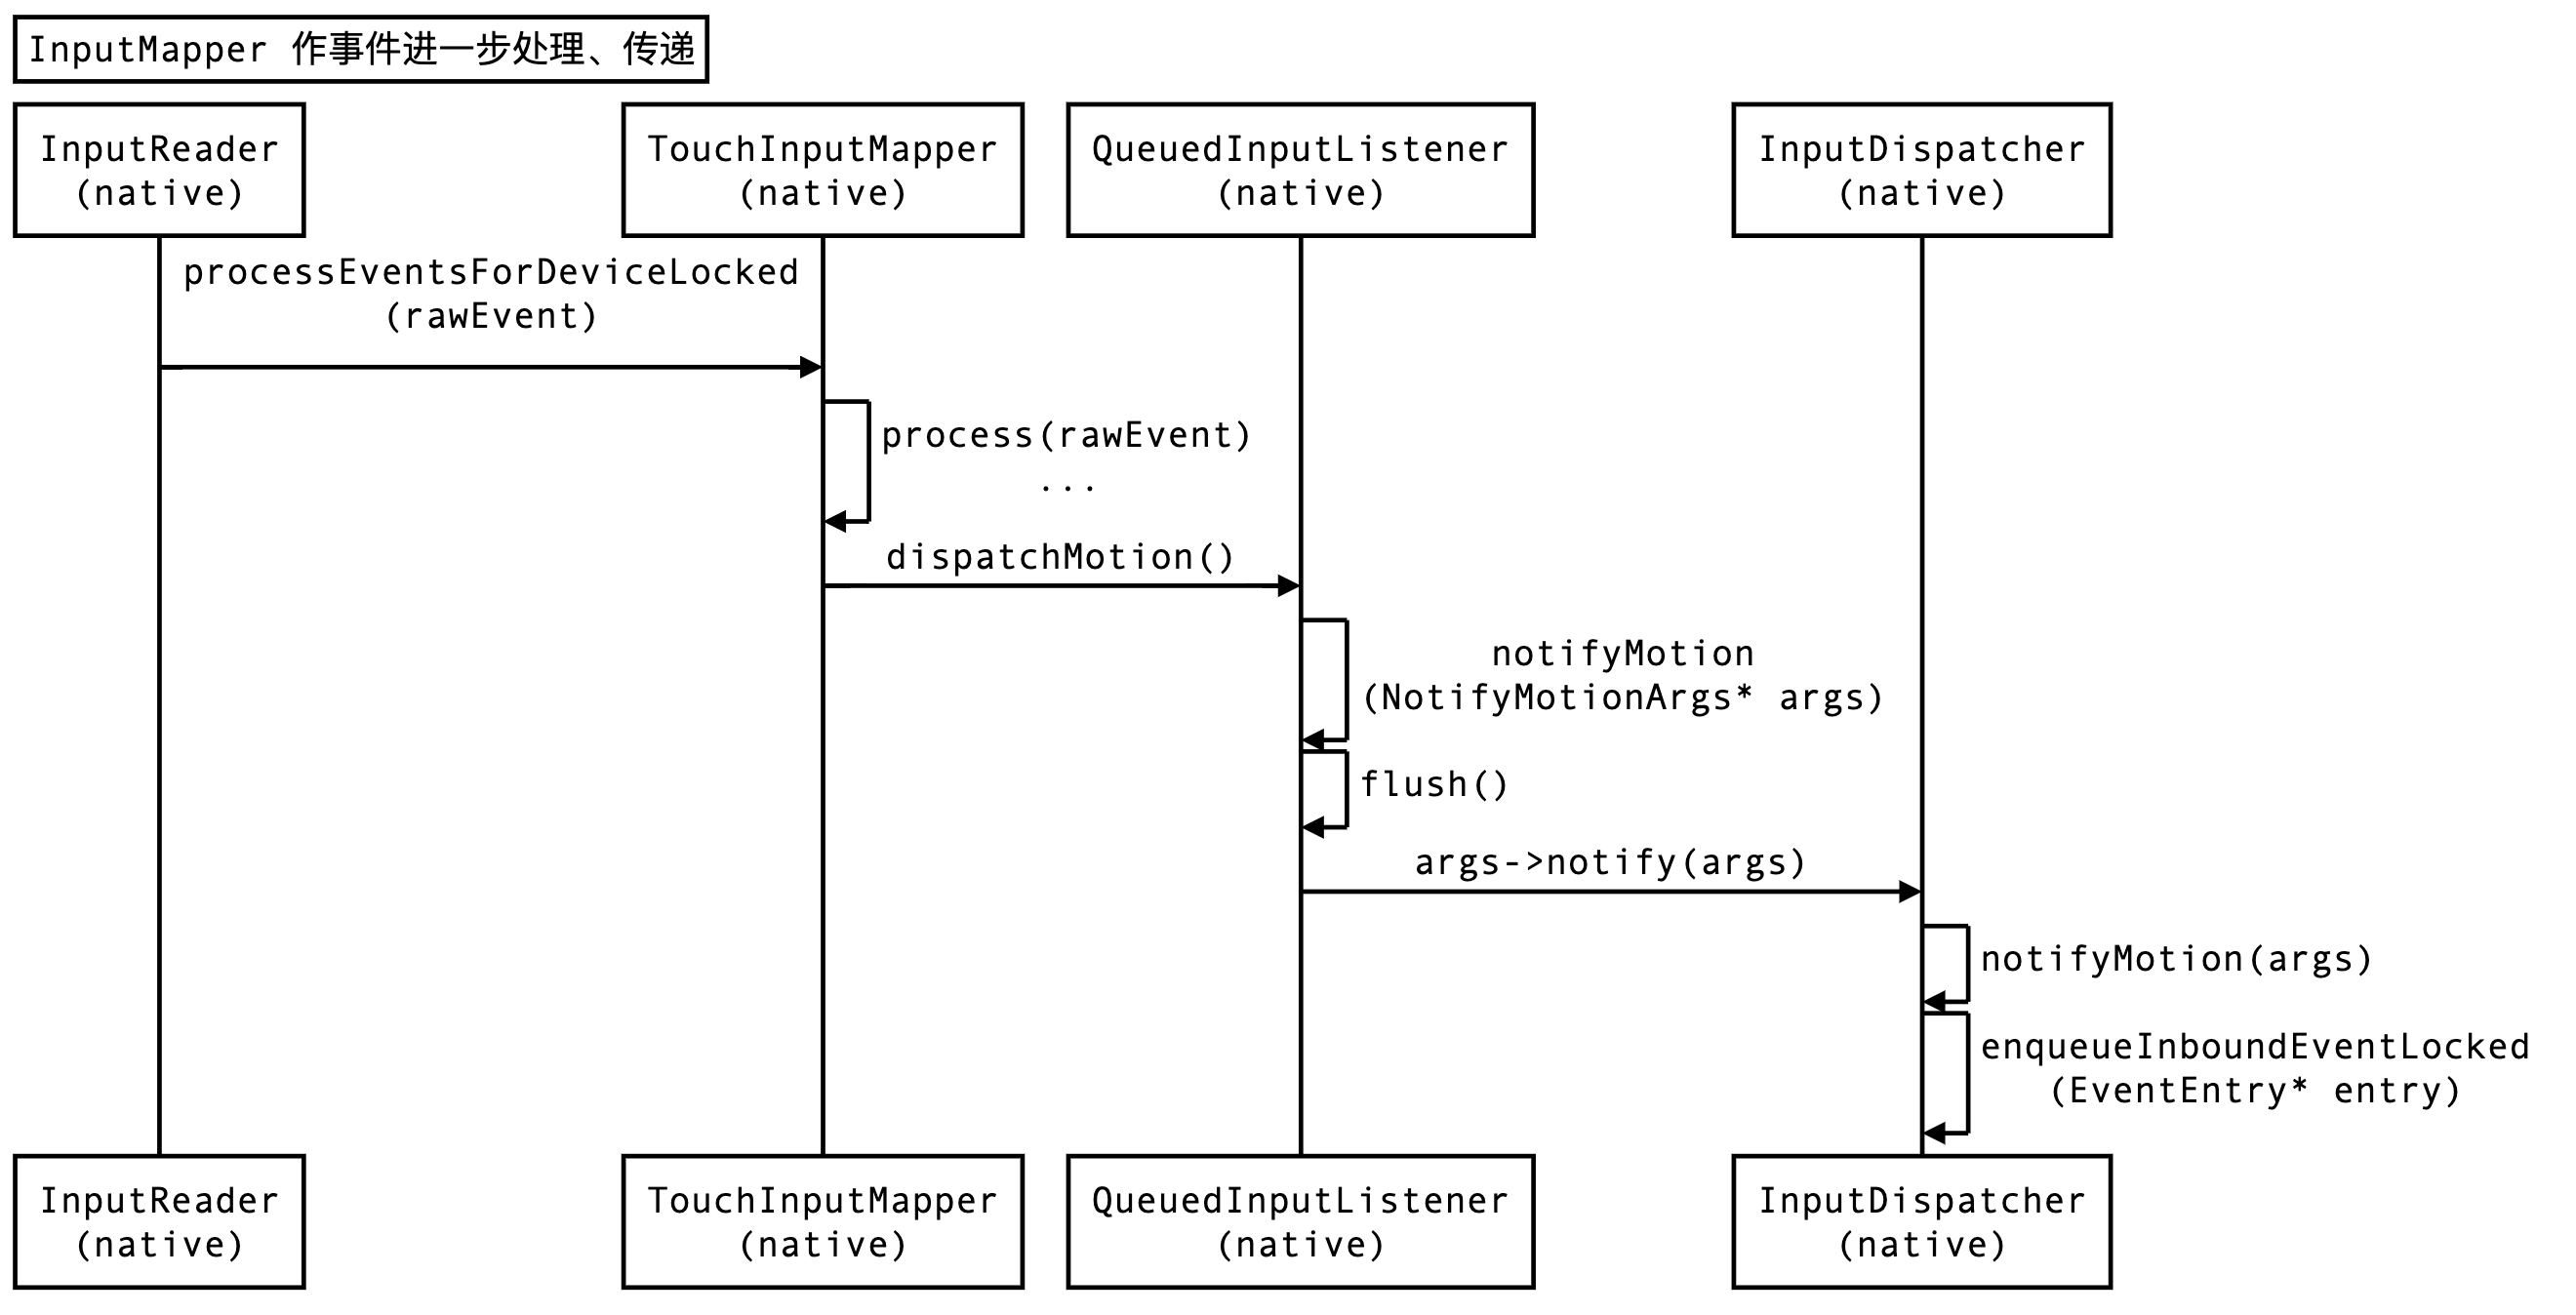 InputMapper 作事件进一步处理、传递
InputReader
(native)
TouchInputMapper
(native)
QueuedInputListener
(native)
InputDispatcher
(native)
processEventsForDeviceLocked
(rawEvent)
process(rawEvent)
...
dispatchMotion()
notifyMotion
(NotifyMotionArgs* args)
flush()
args->notify(args)
notifyMotion(args)
enqueueInboundEventLocked
(EventEntry* entry)
InputReader
(native)
TouchInputMapper
(native)
QueuedInputListener
(native)
InputDispatcher
(native)